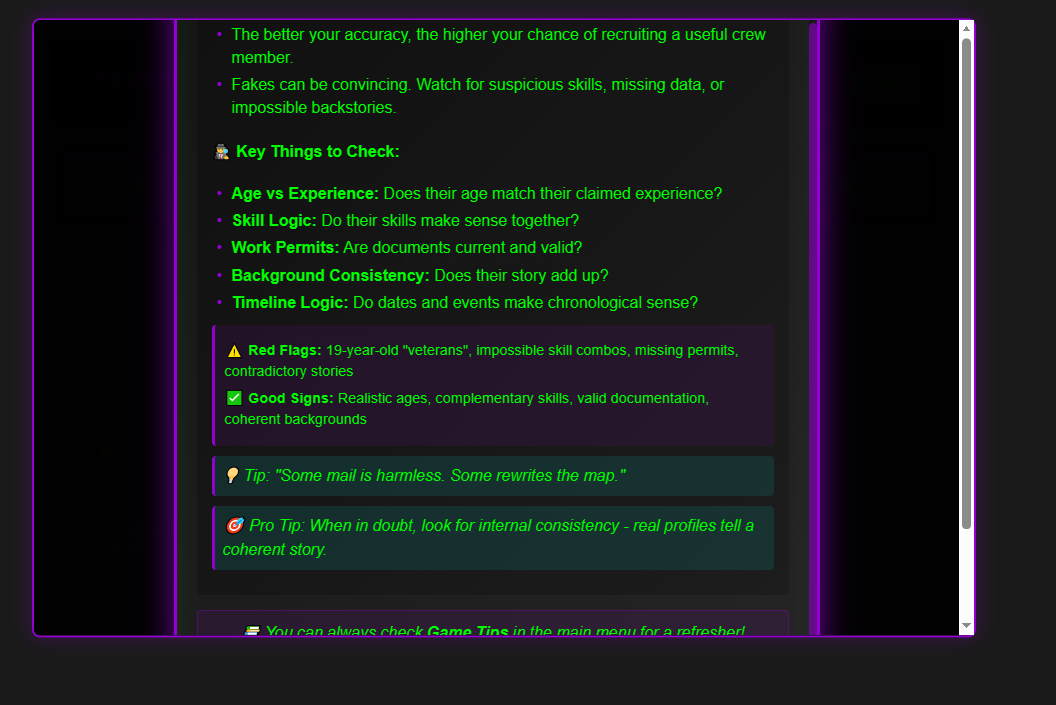 • The better your accuracy, the higher your chance of recruiting a useful crew
member.
• Fakes can be convincing. Watch for suspicious skills, missing data, or
impossible backstories.
🕵️ Key Things to Check:
• Age vs Experience: Does their age match their claimed experience?
• Skill Logic: Do their skills make sense together?
• Work Permits: Are documents current and valid?
• Background Consistency: Does their story add up?
• Timeline Logic: Do dates and events make chronological sense?
⚠️ Red Flags: 19-year-old "veterans", impossible skill combos, missing permits,
contradictory stories
✅ Good Signs: Realistic ages, complementary skills, valid documentation,
coherent backgrounds
💡 Tip: "Some mail is harmless. Some rewrites the map."
🎯 Pro Tip: When in doubt, look for internal consistency - real profiles tell a
coherent story.
📚 You can always check Game Tips in the main menu for a refresher!